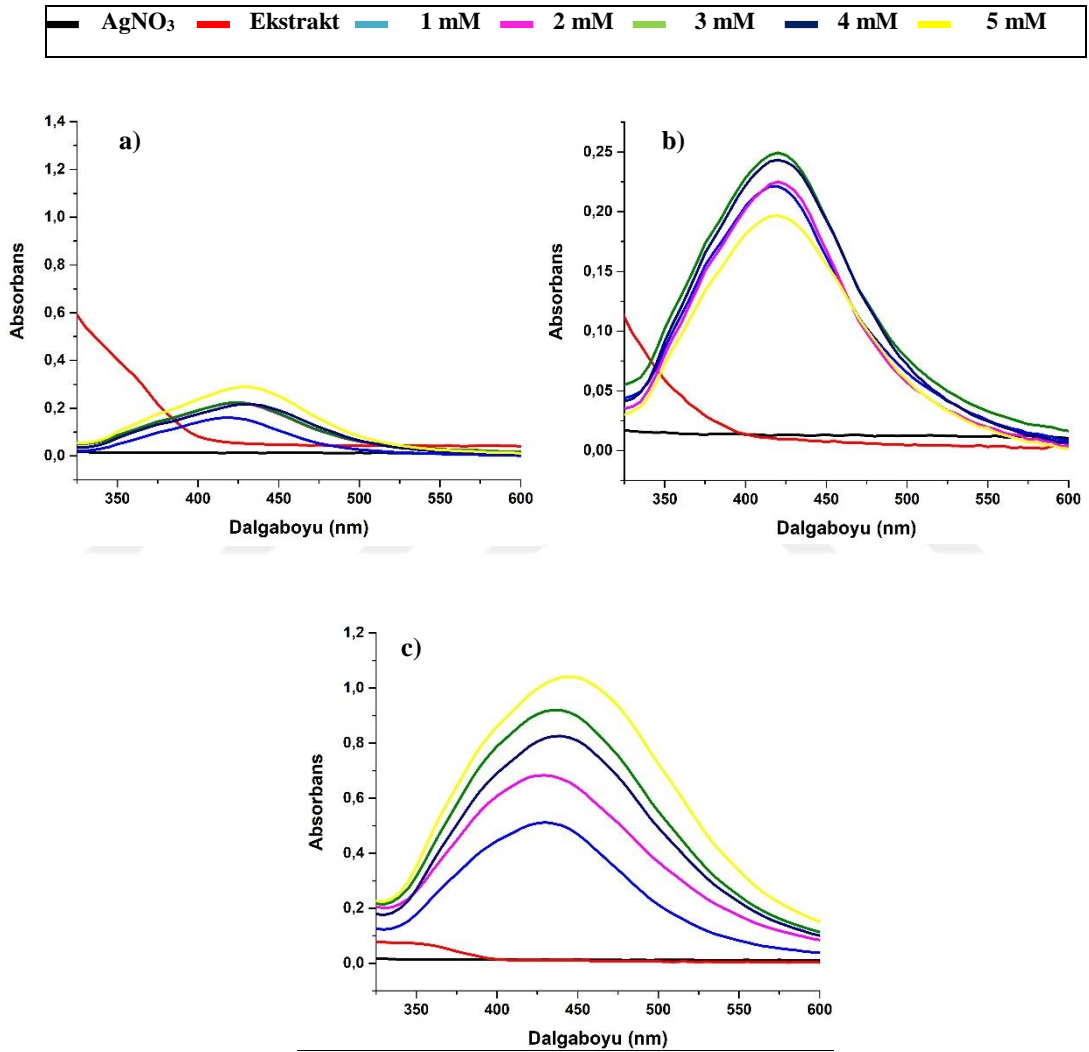 AgNO₃ Ekstrakt 1 mM 2 mM 3 mM 4 mM 5 mM
a)
1,4
1,2
1,0
0,8
0,6
0,4
0,2
0,0
Absorbans
350 400 450 500 550 600
Dalgaboyu (nm)
b)
0,25
0,20
0,15
0,10
0,05
0,00
Absorbans
350 400 450 500 550 600
Dalgaboyu (nm)
c)
1,2
1,0
0,8
0,6
0,4
0,2
0,0
Absorbans
350 400 450 500 550 600
Dalgaboyu (nm)